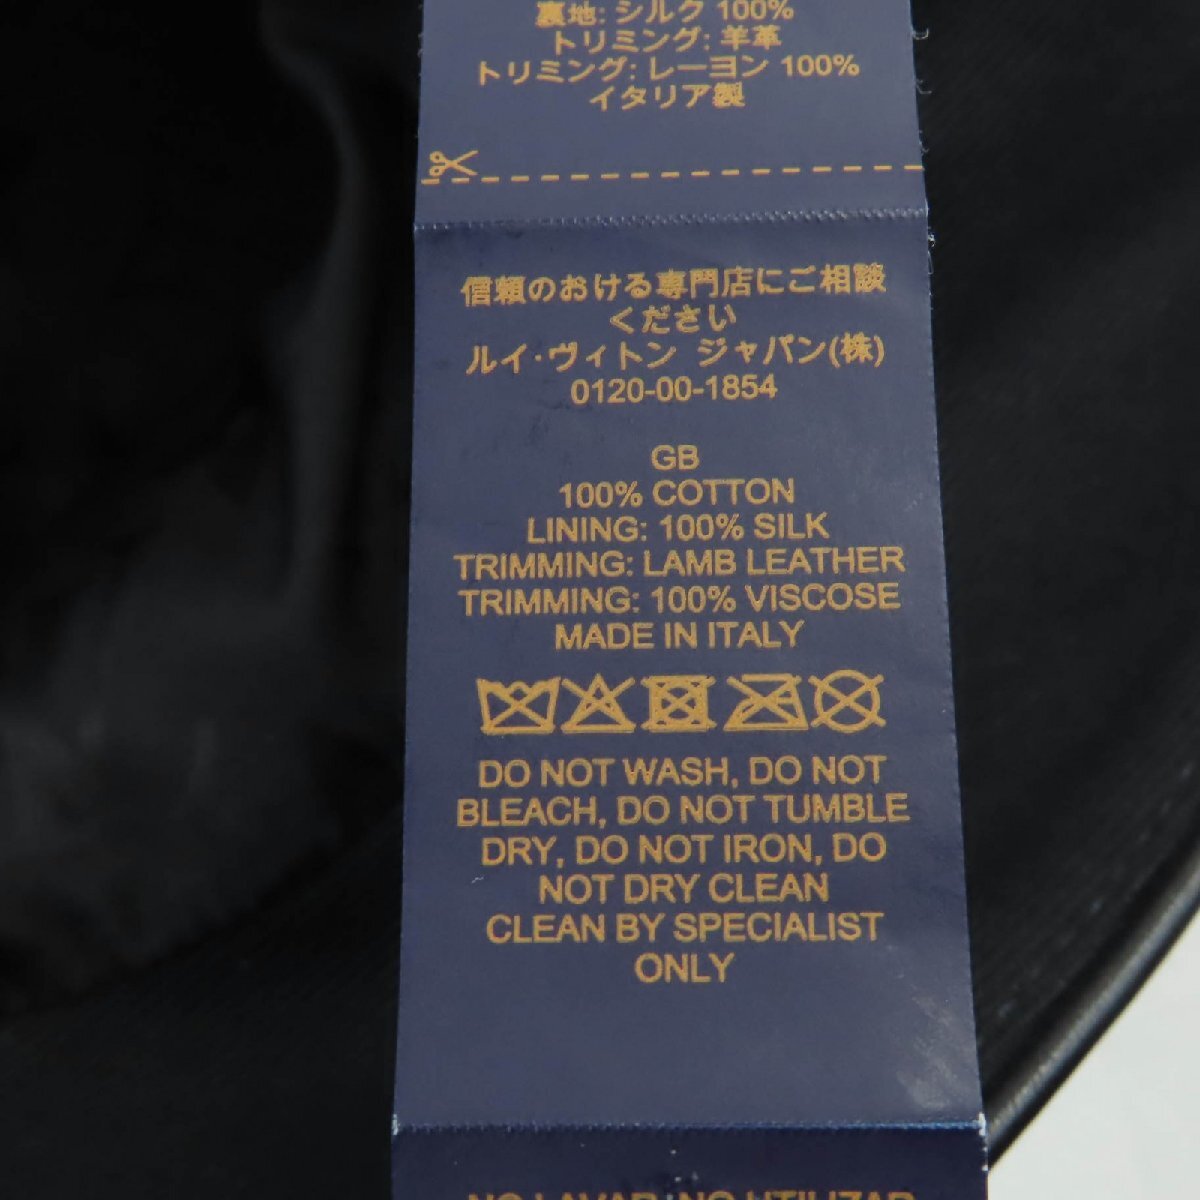 裏地: シルク 100%
トリミング: 羊革
トリミング: レーヨン 100%
イタリア製
信頼のおける専門店にご相談
ください
ルイ・ヴィトン ジャパン(株)
0120-00-1854
GB
100% COTTON
LINING: 100% SILK
TRIMMING: LAMB LEATHER
TRIMMING: 100% VISCOSE
MADE IN ITALY
DO NOT WASH, DO NOT
BLEACH, DO NOT TUMBLE
DRY, DO NOT IRON, DO
NOT DRY CLEAN
CLEAN BY SPECIALIST
ONLY
NO LAVAR, NO UTILIZAR